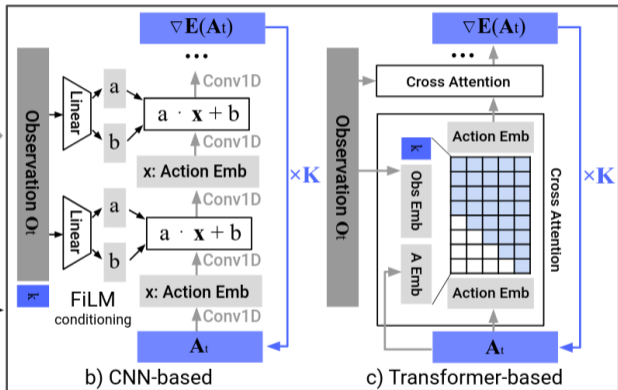 ∇E(At)
...
Conv1D
Observation Ot
Linear
a
b
a · x + b
Conv1D
x: Action Emb
Conv1D
Linear
a
b
a · x + b
Conv1D
x: Action Emb
Conv1D
k
FiLM
conditioning
At
×K
b) CNN-based
∇E(At)
...
Observation Ot
Cross Attention
Action Emb
k
Obs Emb
A Emb
Cross Attention
Action Emb
At
×K
c) Transformer-based